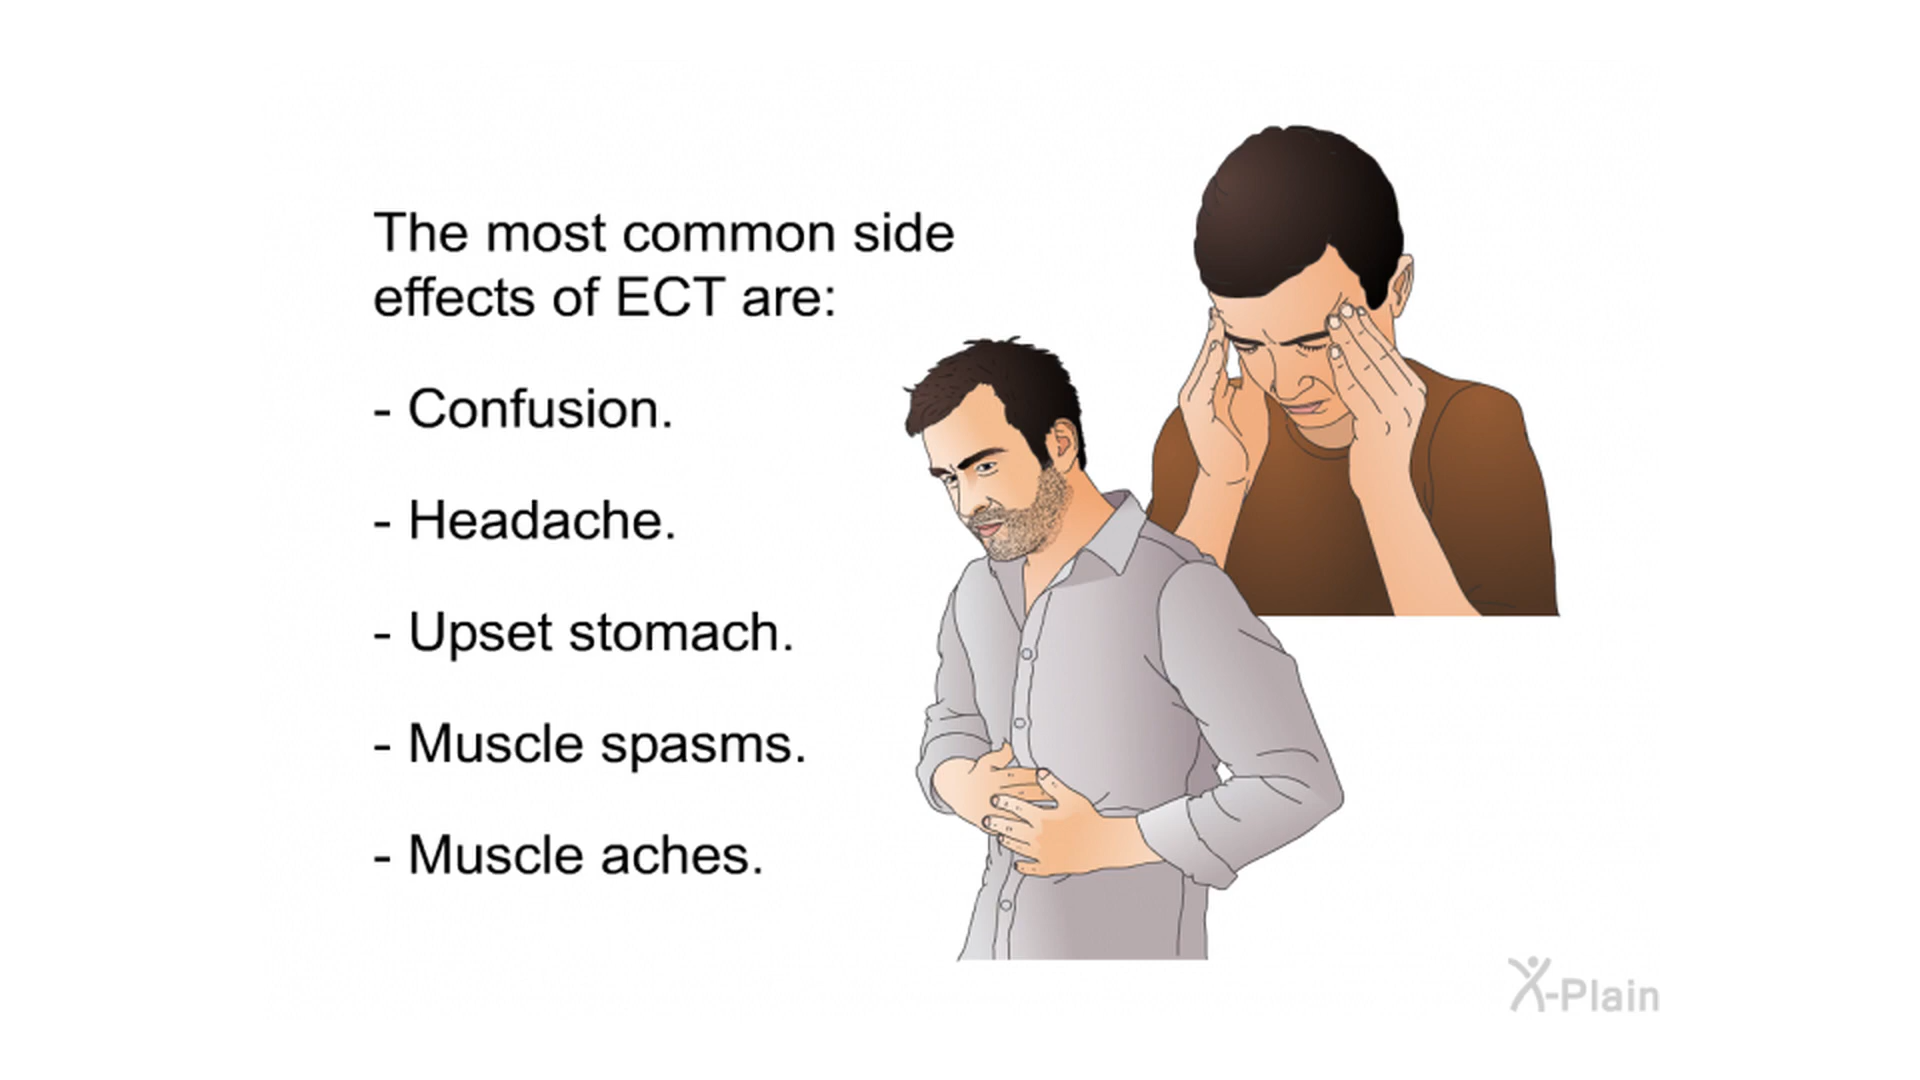 The most common side
effects of ECT are:
- Confusion.
- Headache.
- Upset stomach.
- Muscle spasms.
- Muscle aches.
X-Plain